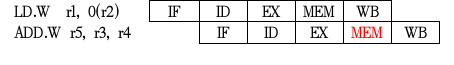 LD.W r1, 0(r2) IF ID EX MEM WB
ADD.W r5, r3, r4 IF ID EX MEM WB